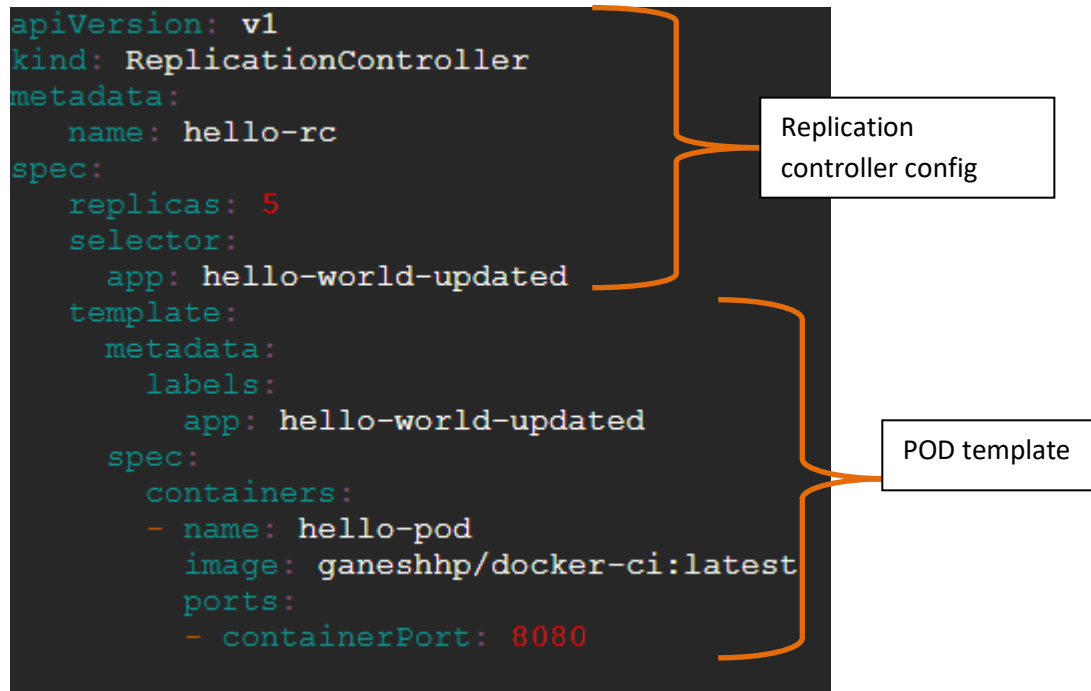 apiVersion: v1
kind: ReplicationController
metadata:
   name: hello-rc
spec:
   replicas: 5
   selector:
     app: hello-world-updated
   template:
     metadata:
       labels:
         app: hello-world-updated
     spec:
       containers:
       - name: hello-pod
         image: ganeshhp/docker-ci:latest
         ports:
         - containerPort: 8080
Replication
controller config
POD template